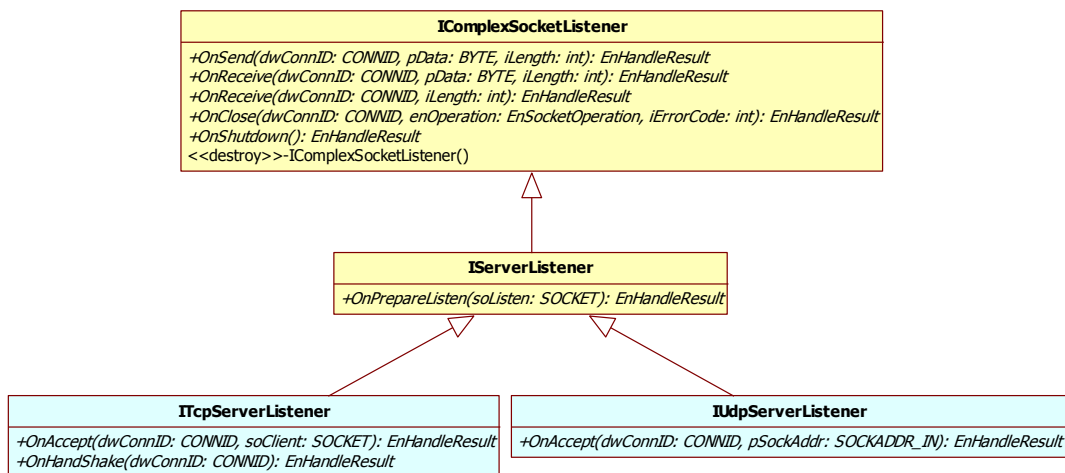 IComplexSocketListener
+OnSend(dwConnID: CONNID, pData: BYTE, iLength: int): EnHandleResult
+OnReceive(dwConnID: CONNID, pData: BYTE, iLength: int): EnHandleResult
+OnReceive(dwConnID: CONNID, iLength: int): EnHandleResult
+OnClose(dwConnID: CONNID, enOperation: EnSocketOperation, iErrorCode: int): EnHandleResult
+OnShutdown(): EnHandleResult
<<destroy>>-IComplexSocketListener()
IServerListener
+OnPrepareListen(soListen: SOCKET): EnHandleResult
ITcpServerListener
+OnAccept(dwConnID: CONNID, soClient: SOCKET): EnHandleResult
+OnHandShake(dwConnID: CONNID): EnHandleResult
IUdpServerListener
+OnAccept(dwConnID: CONNID, pSockAddr: SOCKADDR_IN): EnHandleResult